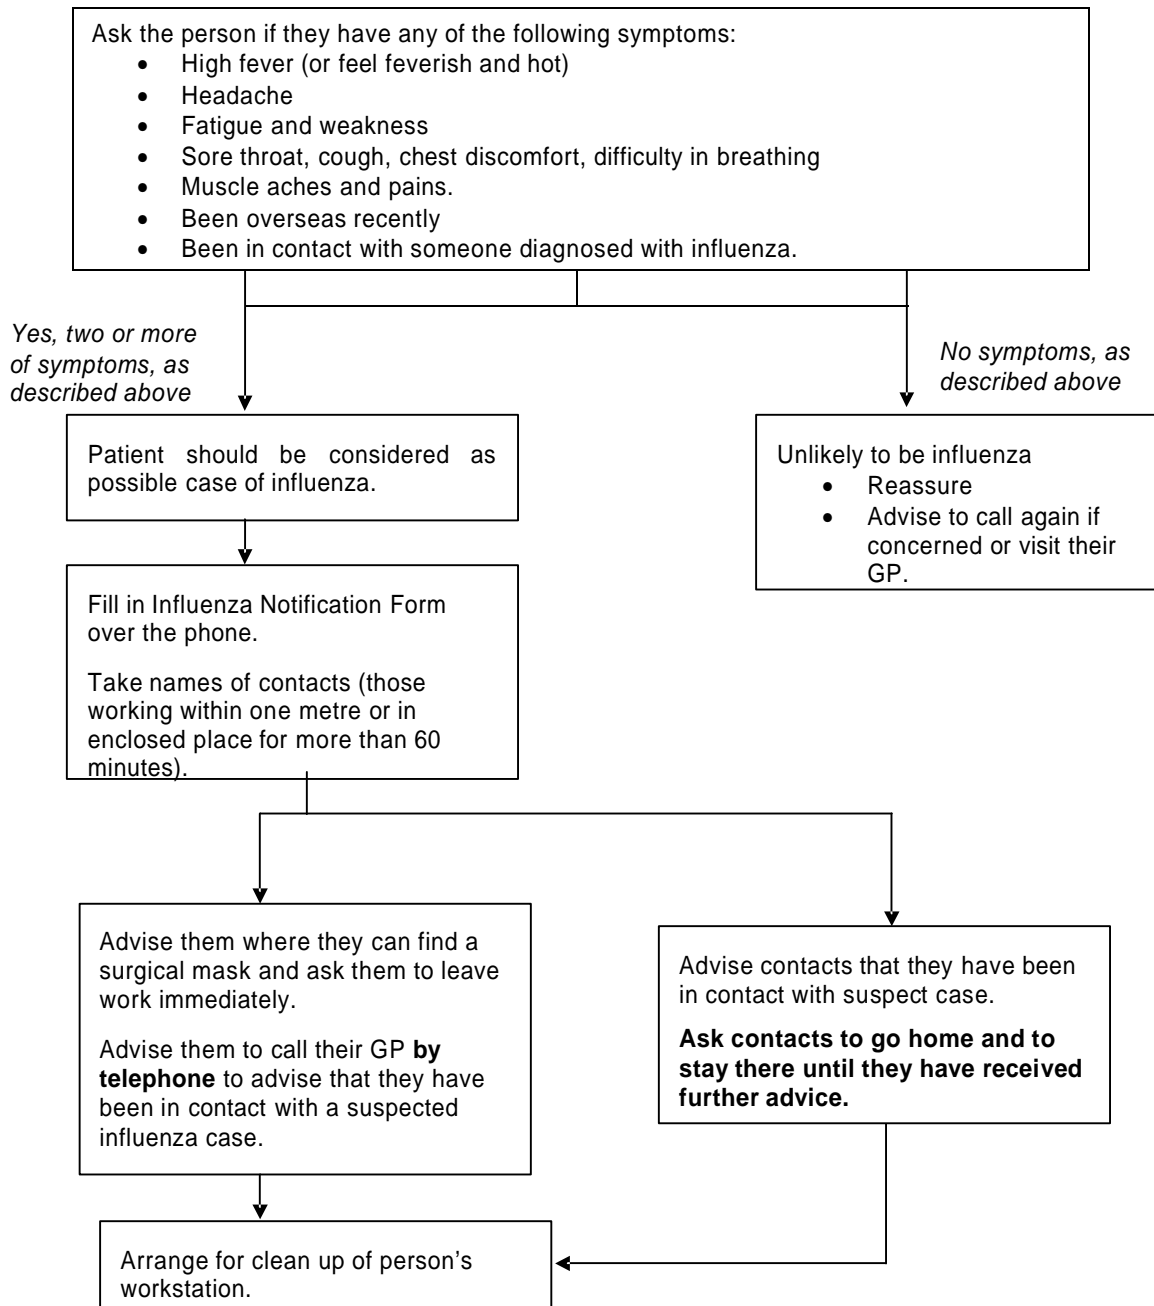 Ask the person if they have any of the following symptoms:
• High fever (or feel feverish and hot)
• Headache
• Fatigue and weakness
• Sore throat, cough, chest discomfort, difficulty in breathing
• Muscle aches and pains.
• Been overseas recently
• Been in contact with someone diagnosed with influenza.
Yes, two or more
of symptoms, as
described above
No symptoms, as
described above
Patient should be considered as
possible case of influenza.
Unlikely to be influenza
• Reassure
• Advise to call again if
concerned or visit their
GP.
Fill in Influenza Notification Form
over the phone.
Take names of contacts (those
working within one metre or in
enclosed place for more than 60
minutes).
Advise them where they can find a
surgical mask and ask them to leave
work immediately.
Advise them to call their GP by
telephone to advise that they have
been in contact with a suspected
influenza case.
Advise contacts that they have been
in contact with suspect case.
Ask contacts to go home and to
stay there until they have received
further advice.
Arrange for clean up of person's
workstation.